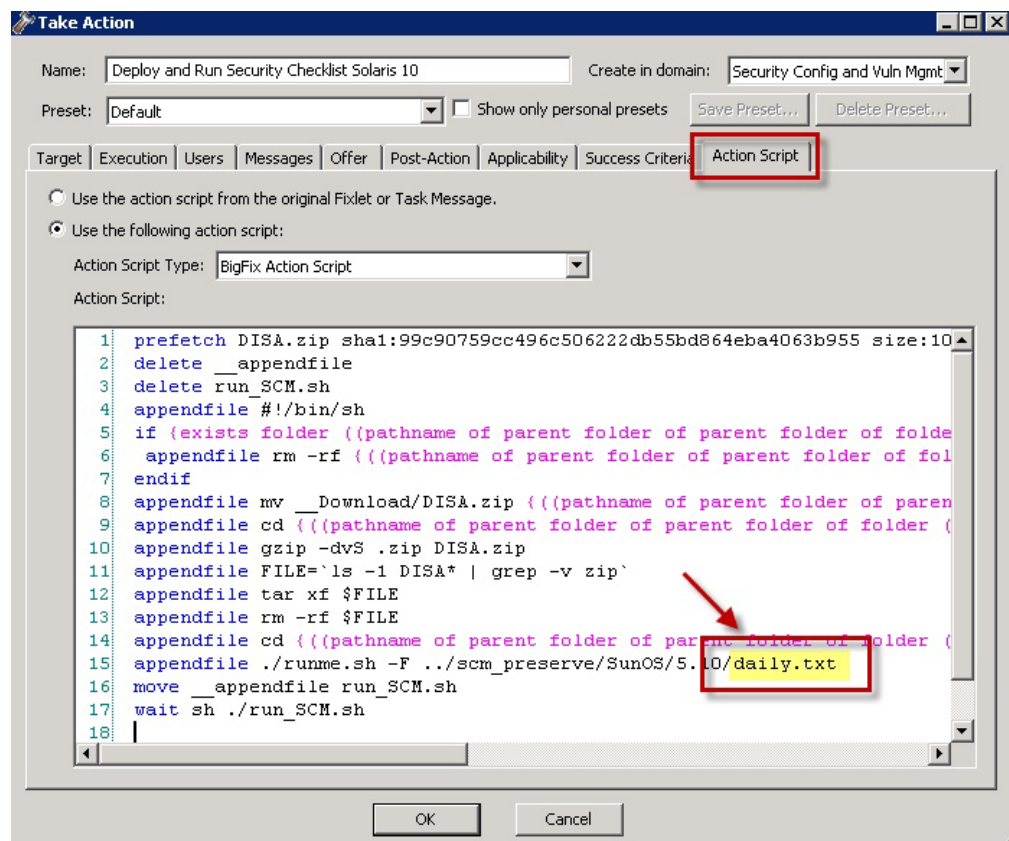 Take Action
Name: Deploy and Run Security Checklist Solaris 10 Create in domain: Security Config and Vuln Mgmt
Preset: Default Show only personal presets Save Preset... Delete Preset...
Target Execution Users Messages Offer Post-Action Applicability Success Criteria Action Script
Use the action script from the original Fixlet or Task Message.
Use the following action script:
Action Script Type: BigFix Action Script
Action Script:
1 prefetch DISA.zip sha1:99c90759cc496c506222db55bd864eba4063b955 size:10
2 delete __appendfile
3 delete run_SCM.sh
4 appendfile #!/bin/sh
5 if {exists folder ((pathname of parent folder of parent folder of folde
6 appendfile rm -rf {((pathname of parent folder of parent folder of fol
7 endif
8 appendfile mv __Download/DISA.zip {((pathname of parent folder of paren
9 appendfile cd {((pathname of parent folder of parent folder of folder (
10 appendfile gzip -dvS .zip DISA.zip
11 appendfile FILE=`ls -1 DISA* | grep -v zip`
12 appendfile tar xf $FILE
13 appendfile rm -rf $FILE
14 appendfile cd {((pathname of parent folder of parent folder of folder (
15 appendfile ./runme.sh -F ../scm_preserve/SunOS/5.10/daily.txt
16 move __appendfile run_SCM.sh
17 wait sh ./run_SCM.sh
18
OK Cancel